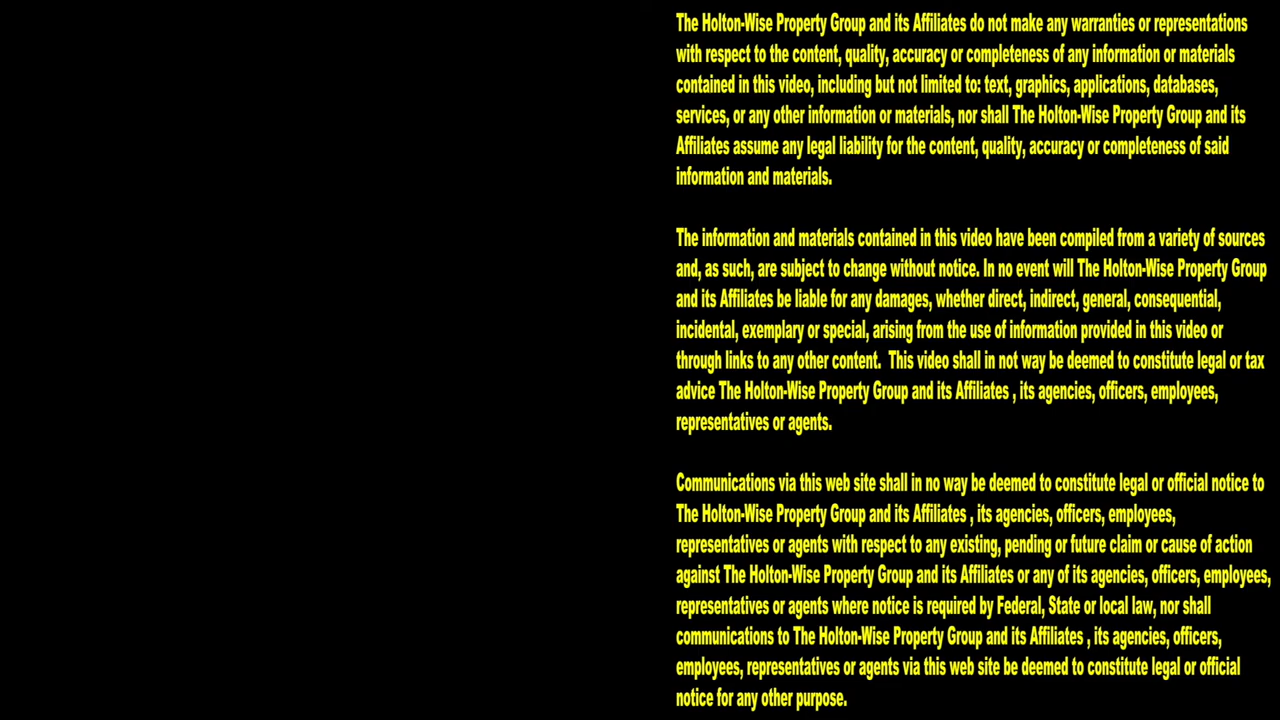 The Holton-Wise Property Group and its Affiliates do not make any warranties or representations
with respect to the content, quality, accuracy or completeness of any information or materials
contained in this video, including but not limited to: text, graphics, applications, databases,
services, or any other information or materials, nor shall The Holton-Wise Property Group and its
Affiliates assume any legal liability for the content, quality, accuracy or completeness of said
information and materials.
The information and materials contained in this video have been compiled from a variety of sources
and, as such, are subject to change without notice. In no event will The Holton-Wise Property Group
and its Affiliates be liable for any damages, whether direct, indirect, general, consequential,
incidental, exemplary or special, arising from the use of information provided in this video or
through links to any other content.  This video shall in not way be deemed to constitute legal or tax
advice The Holton-Wise Property Group and its Affiliates , its agencies, officers, employees,
representatives or agents.
Communications via this web site shall in no way be deemed to constitute legal or official notice to
The Holton-Wise Property Group and its Affiliates , its agencies, officers, employees,
representatives or agents with respect to any existing, pending or future claim or cause of action
against The Holton-Wise Property Group and its Affiliates or any of its agencies, officers, employees,
representatives or agents where notice is required by Federal, State or local law, nor shall
communications to The Holton-Wise Property Group and its Affiliates , its agencies, officers,
employees, representatives or agents via this web site be deemed to constitute legal or official
notice for any other purpose.